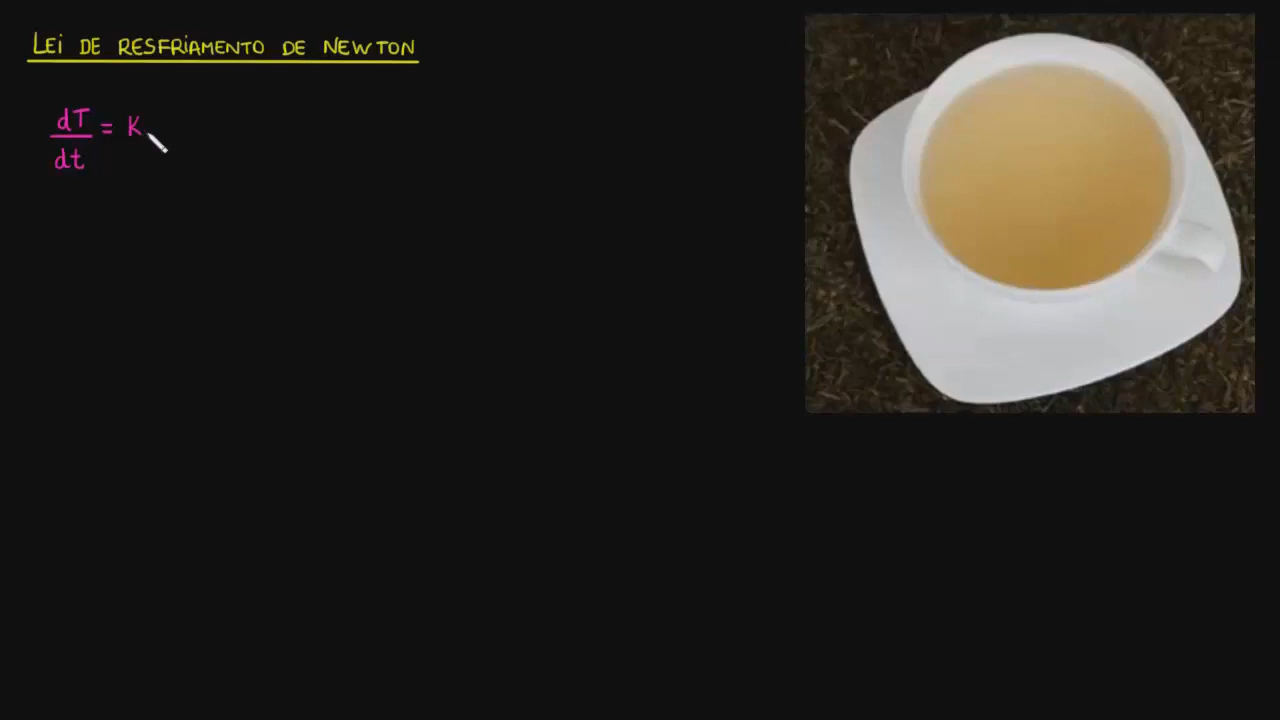 LEI DE RESFRIAMENTO DE NEWTON
dT
= K
dt